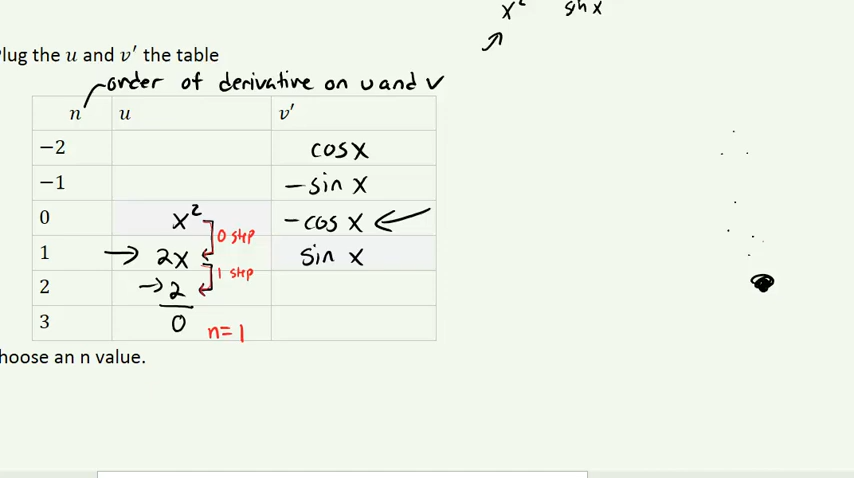 x² sin x
lug the u and v′ the table
order of derivative on u and v
n u v′
−2 cos x
−1 −sin x
0 x² −cos x
0 step
1 2x sin x
1 step
2 2
3 0 n=1
hoose an n value.